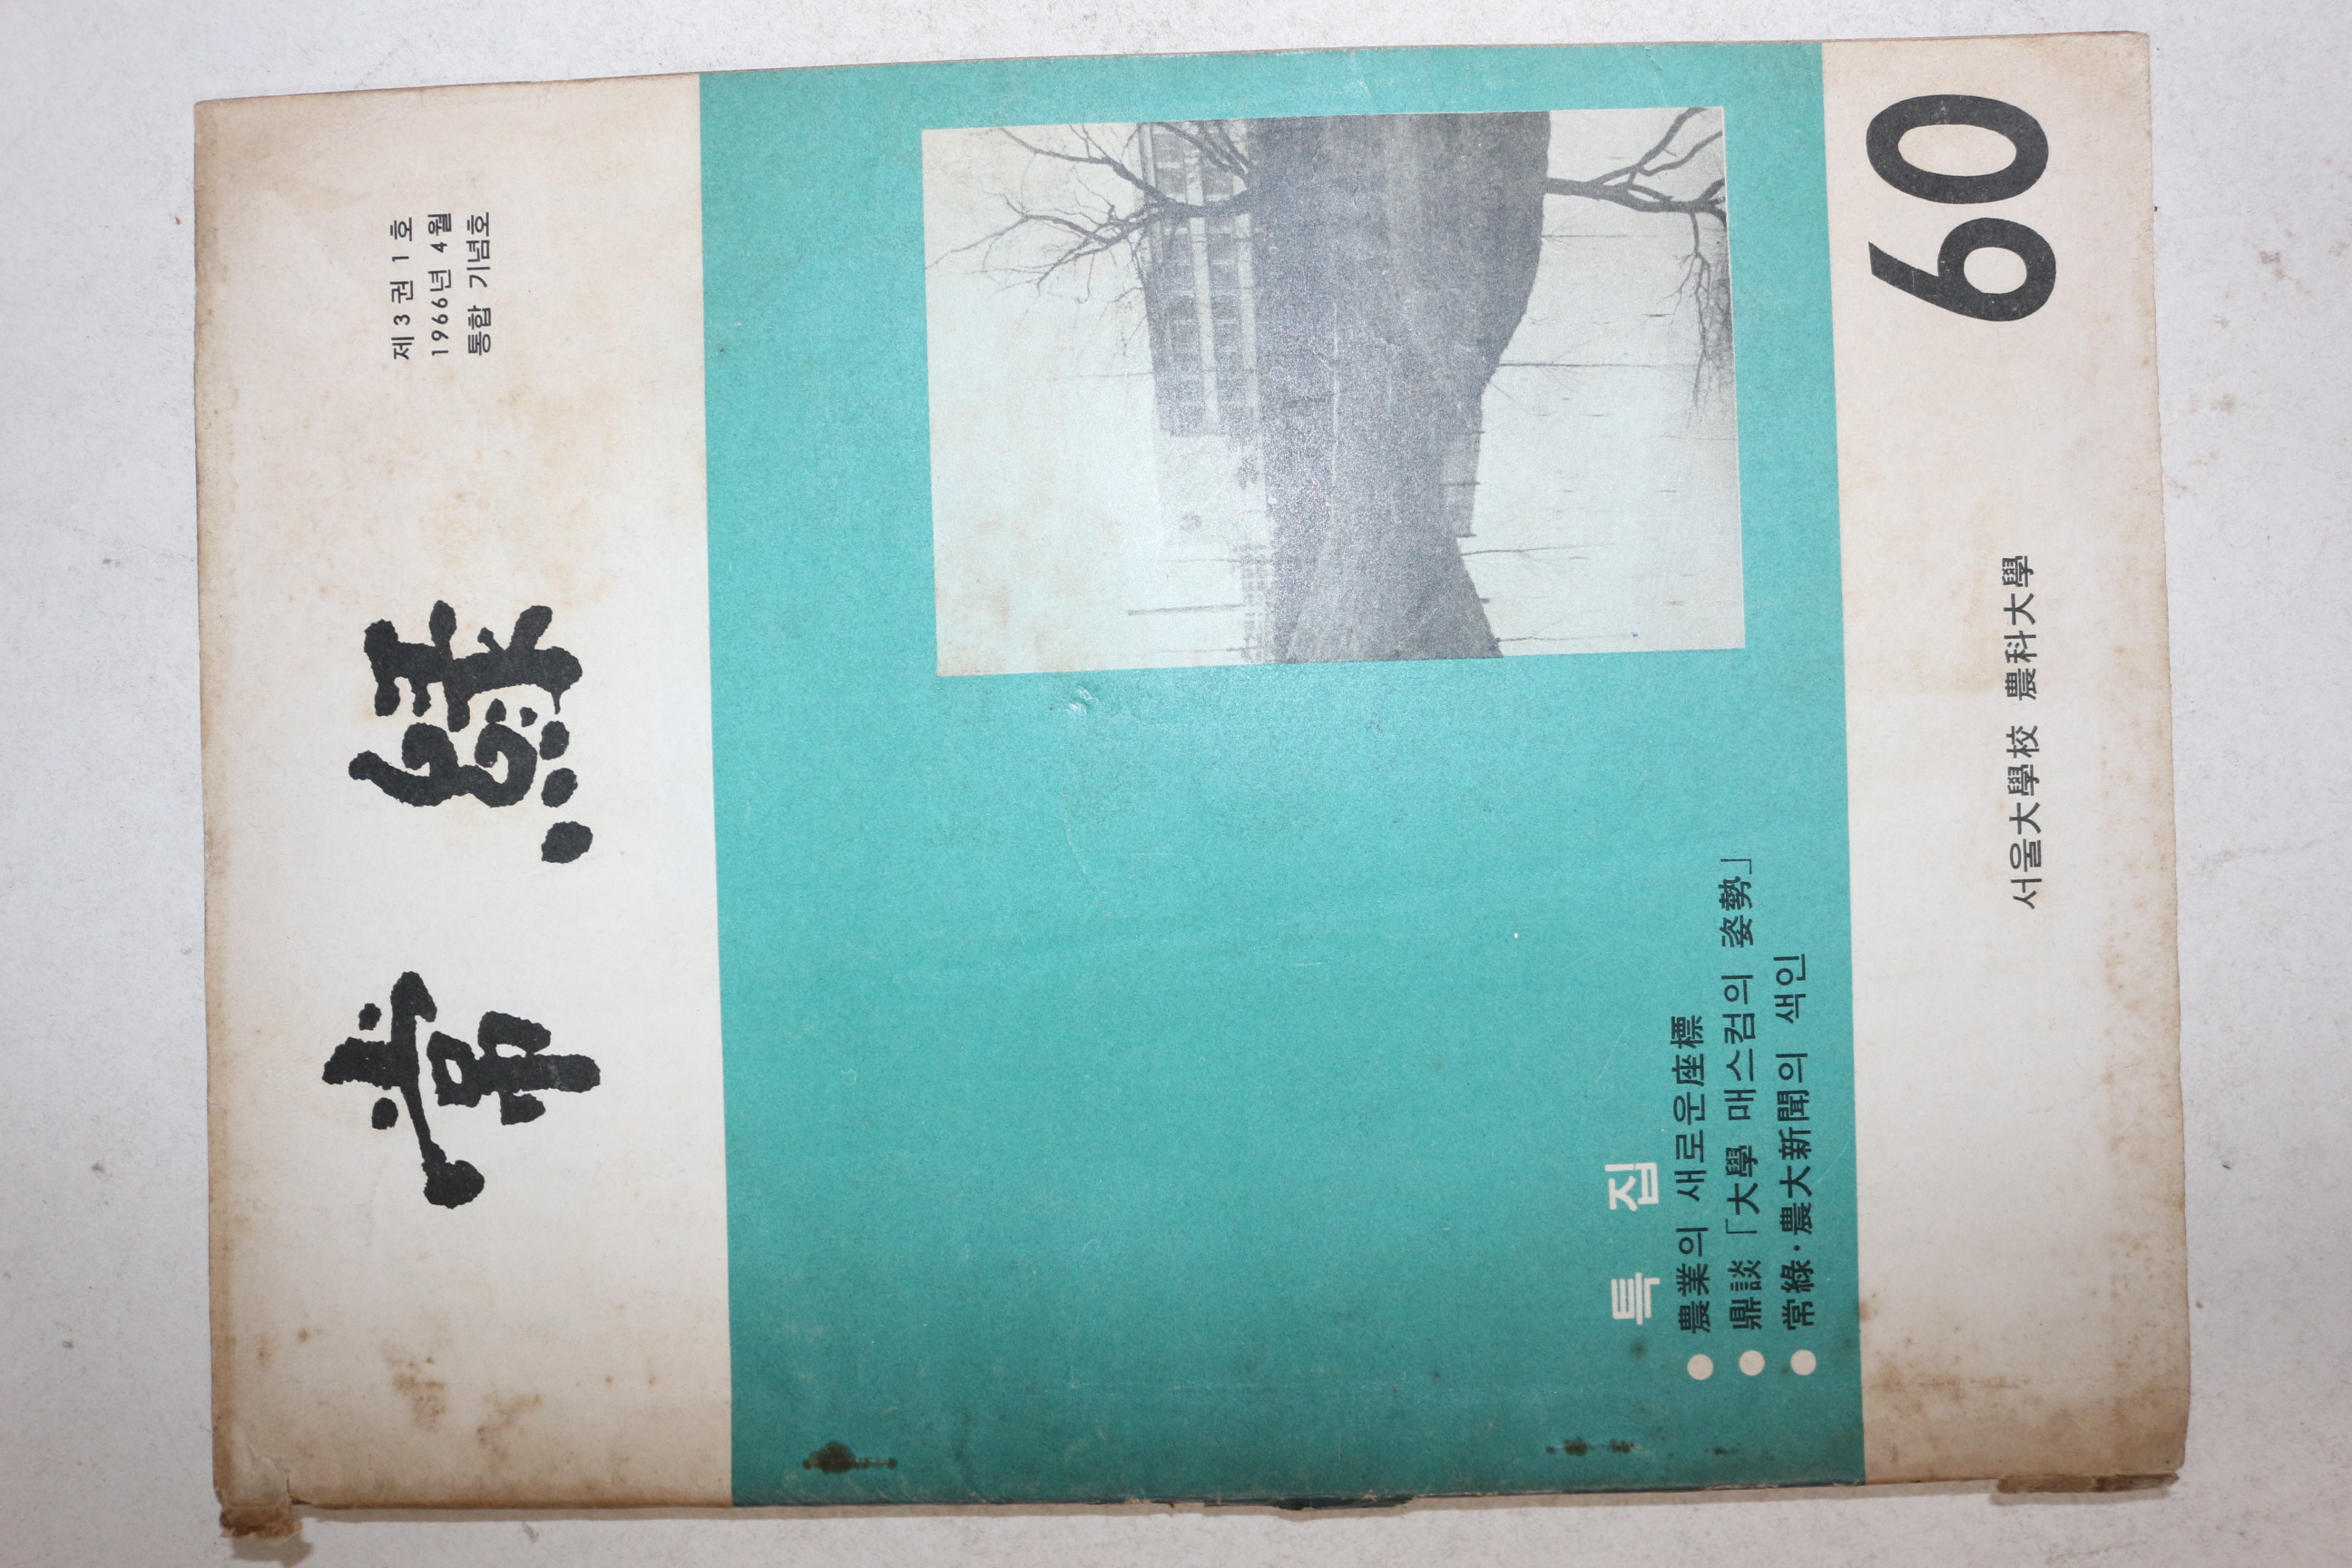 常綠
제 3 권 1 호
1966년 4월
통합 기념호
특 집
● 農業의 새로운座標
● 鼎談「大學 매스컴의 姿勢」
● 常綠·農大新聞의 색인
서울大學校 農科大學
60